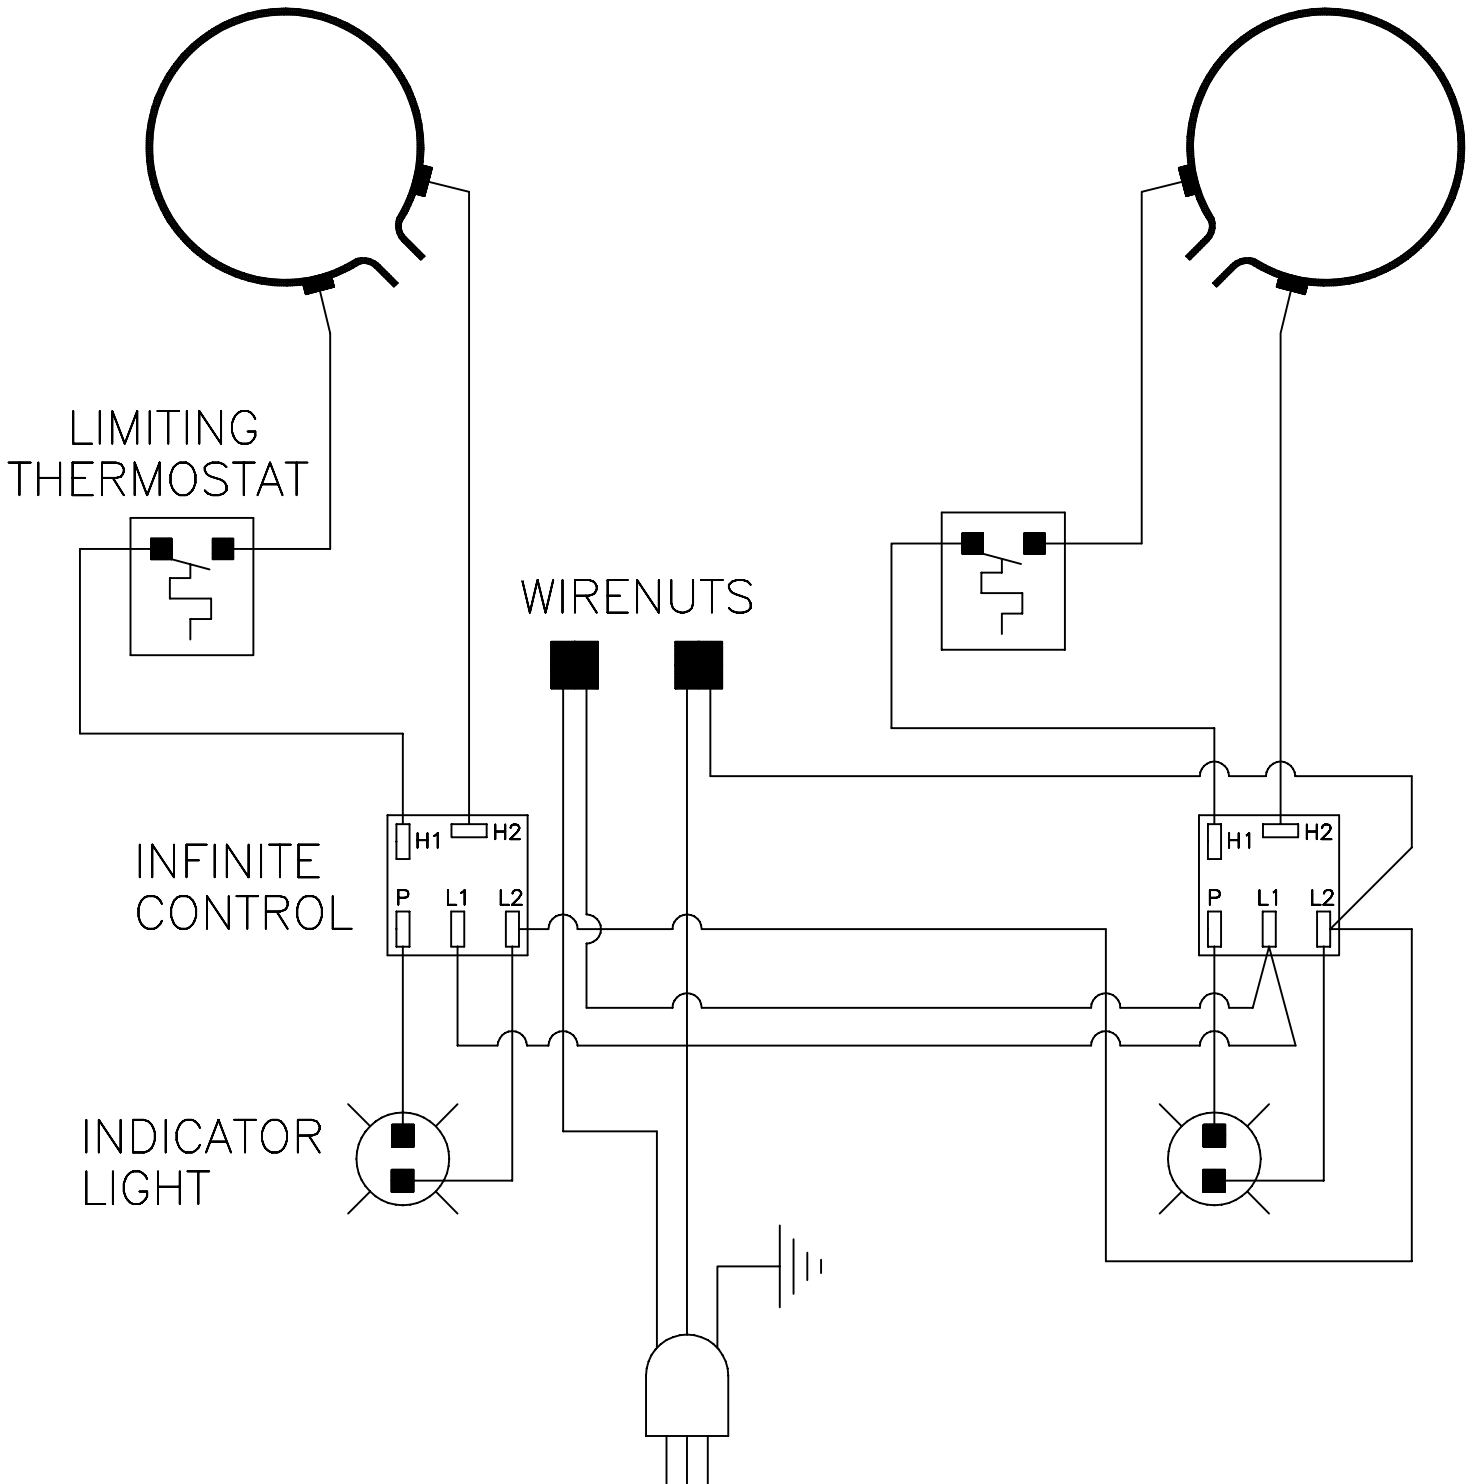 LIMITING
THERMOSTAT
WIRENUTS
H1 H2
H1 H2
INFINITE
CONTROL
P L1 L2
P L1 L2
INDICATOR
LIGHT